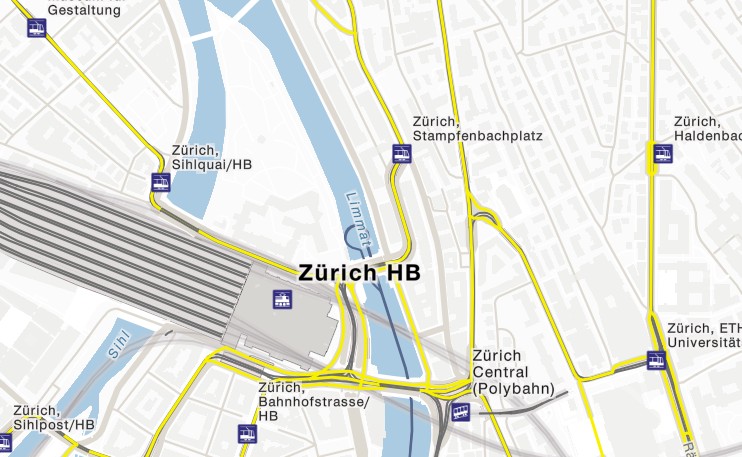 Gestaltung
Zürich,
Stampfenbachplatz
Zürich,
Haldenbac
Zürich,
Sihlquai/HB
Limmat
Zürich HB
Sihl
Zürich, ETH
Universität
Zürich
Central
(Polybahn)
Zürich,
Bahnhofstrasse/
HB
Zürich,
Sihlpost/HB
Rä